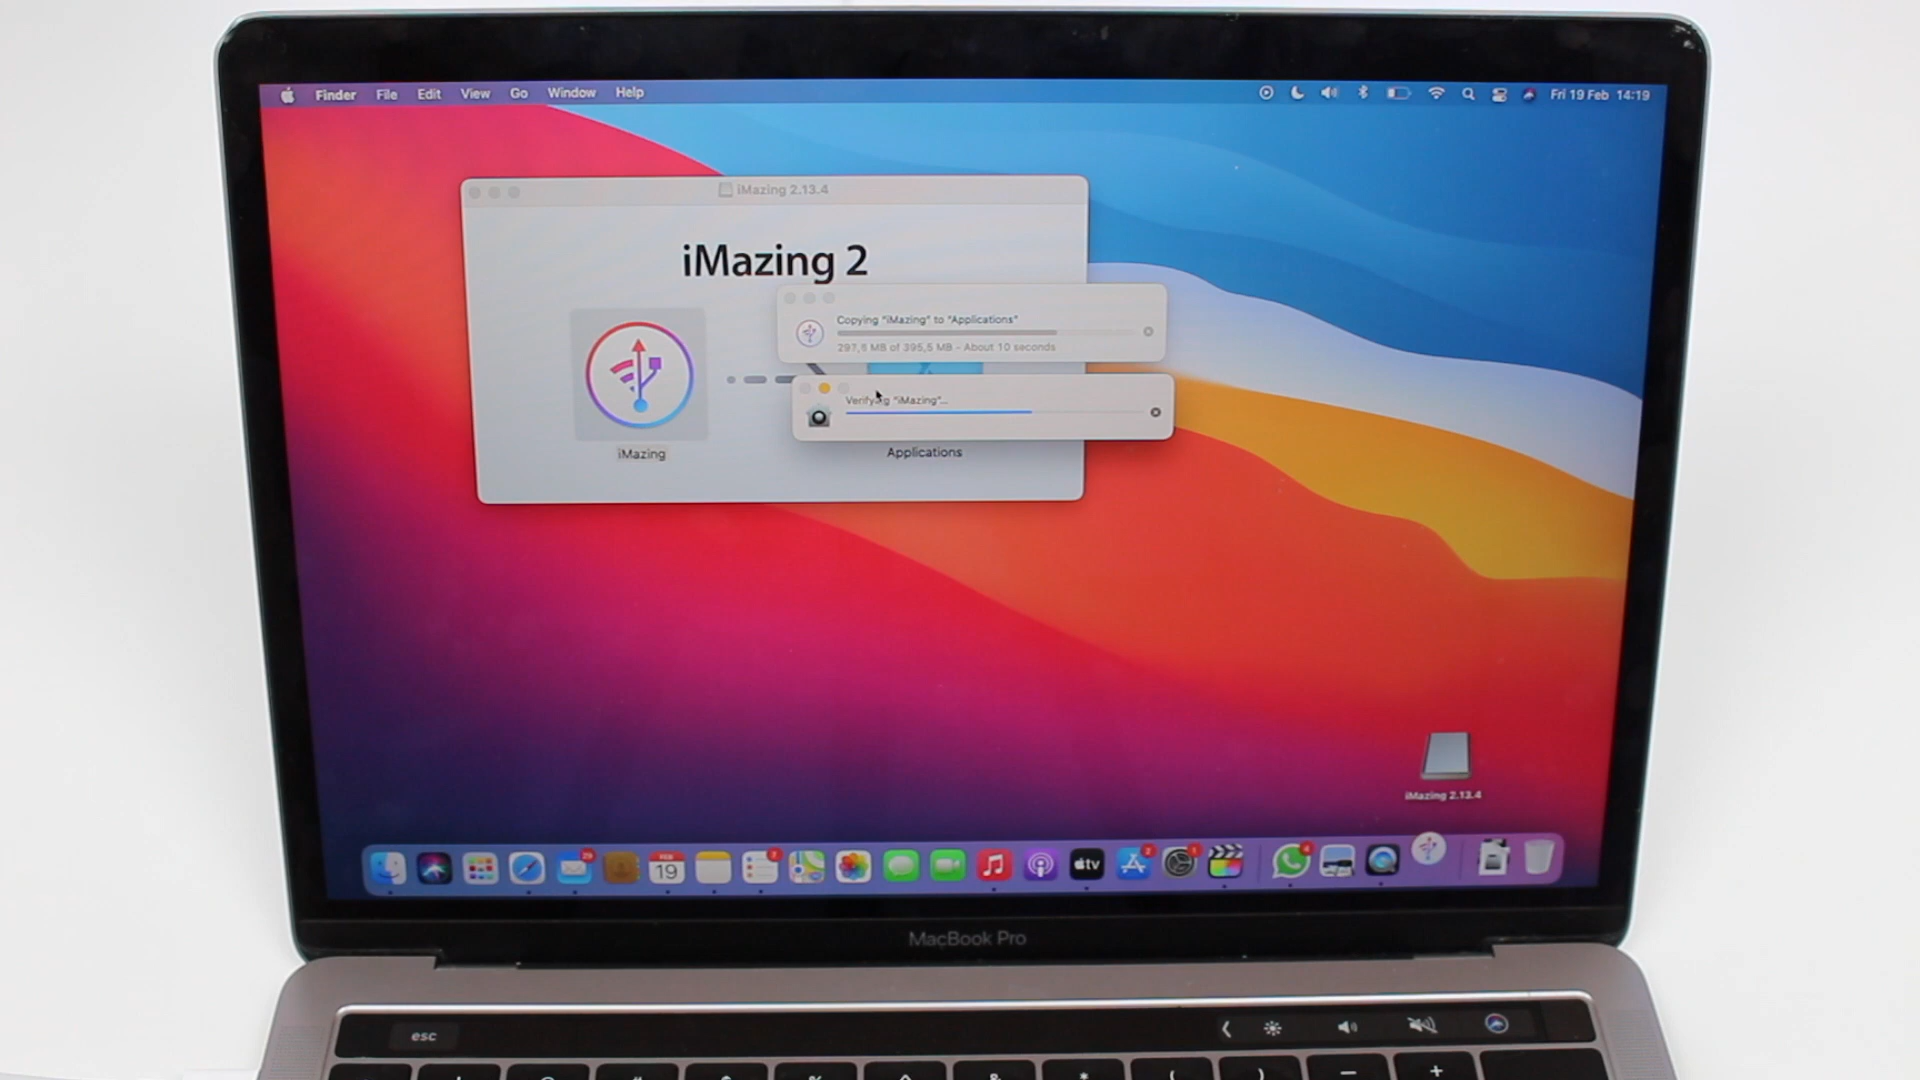 Finder File Edit View Go Window Help
Fri 19 Feb 14:19
iMazing 2.13.4
iMazing 2
Copying "iMazing" to "Applications"
297,6 MB of 395,5 MB - About 10 seconds
Verifying "iMazing"...
iMazing
Applications
iMazing 2.13.4
FEB
19
tv
MacBook Pro
esc